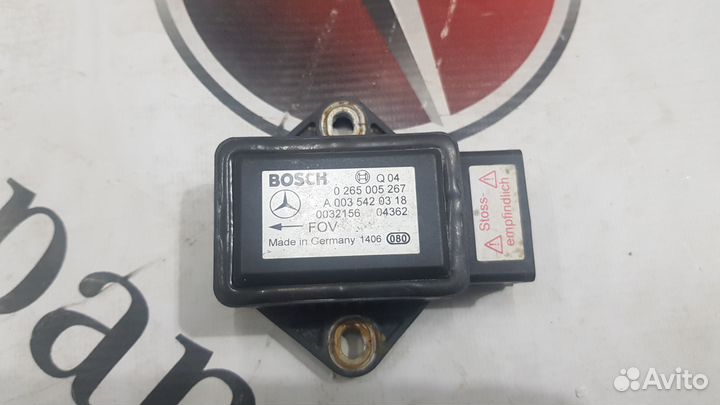 BOSCH Q 04
0 265 005 267
A 003 542 03 18
0032156 04362
FOV
Made in Germany 1406 080
Stoss-
empfindlich
par
Avito